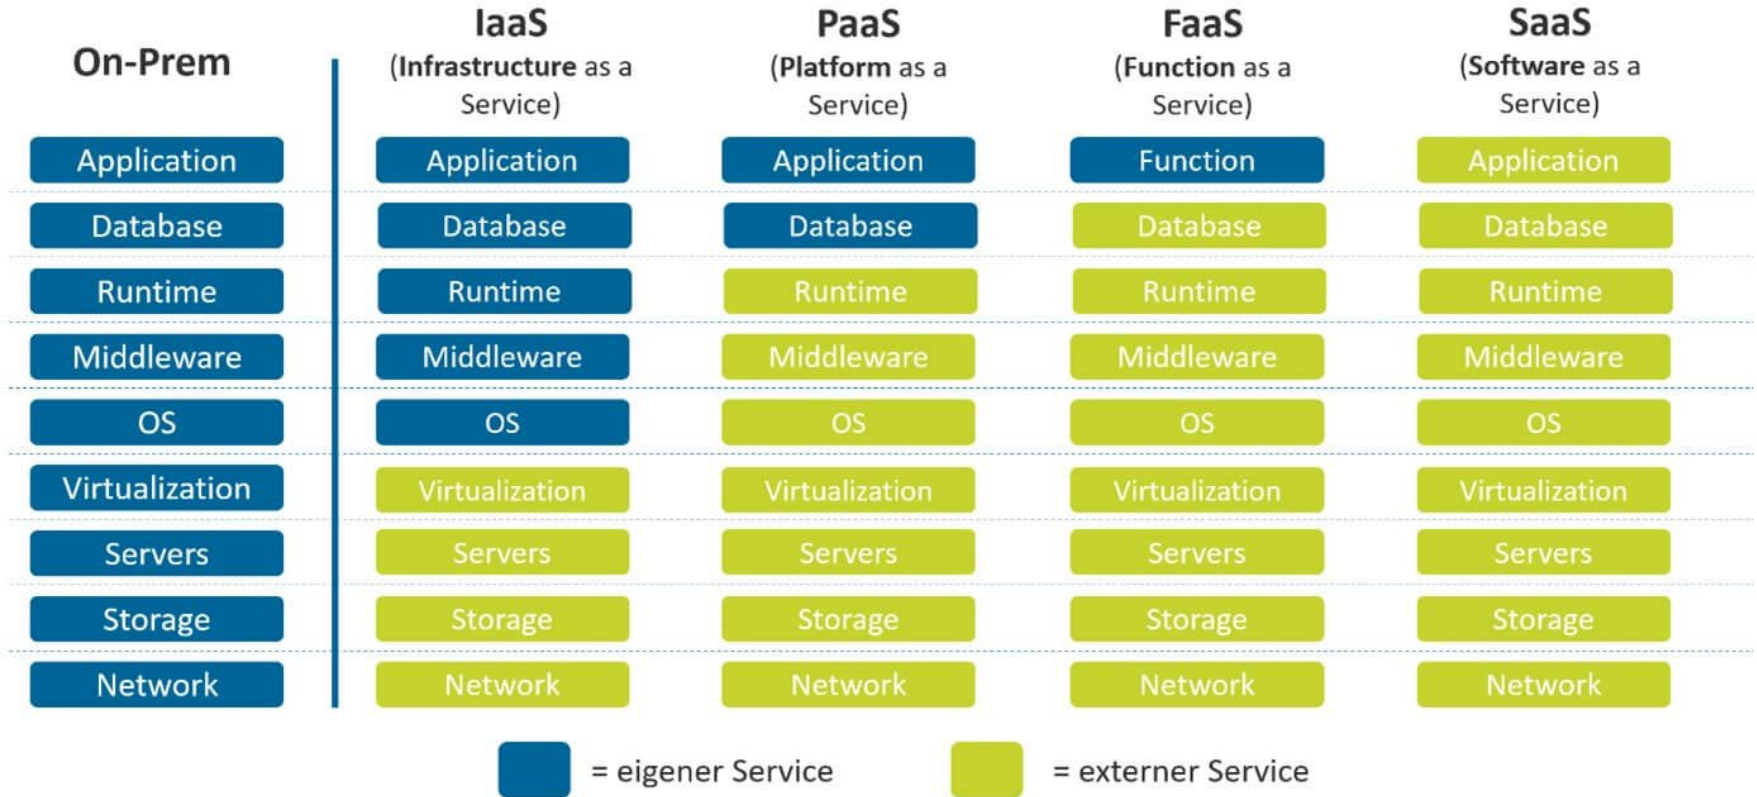 On-Prem
IaaS
(Infrastructure as a
Service)
PaaS
(Platform as a
Service)
FaaS
(Function as a
Service)
SaaS
(Software as a
Service)
Application
Application
Application
Function
Application
Database
Database
Database
Database
Database
Runtime
Runtime
Runtime
Runtime
Runtime
Middleware
Middleware
Middleware
Middleware
Middleware
OS
OS
OS
OS
OS
Virtualization
Virtualization
Virtualization
Virtualization
Virtualization
Servers
Servers
Servers
Servers
Servers
Storage
Storage
Storage
Storage
Storage
Network
Network
Network
Network
Network
= eigener Service
= externer Service